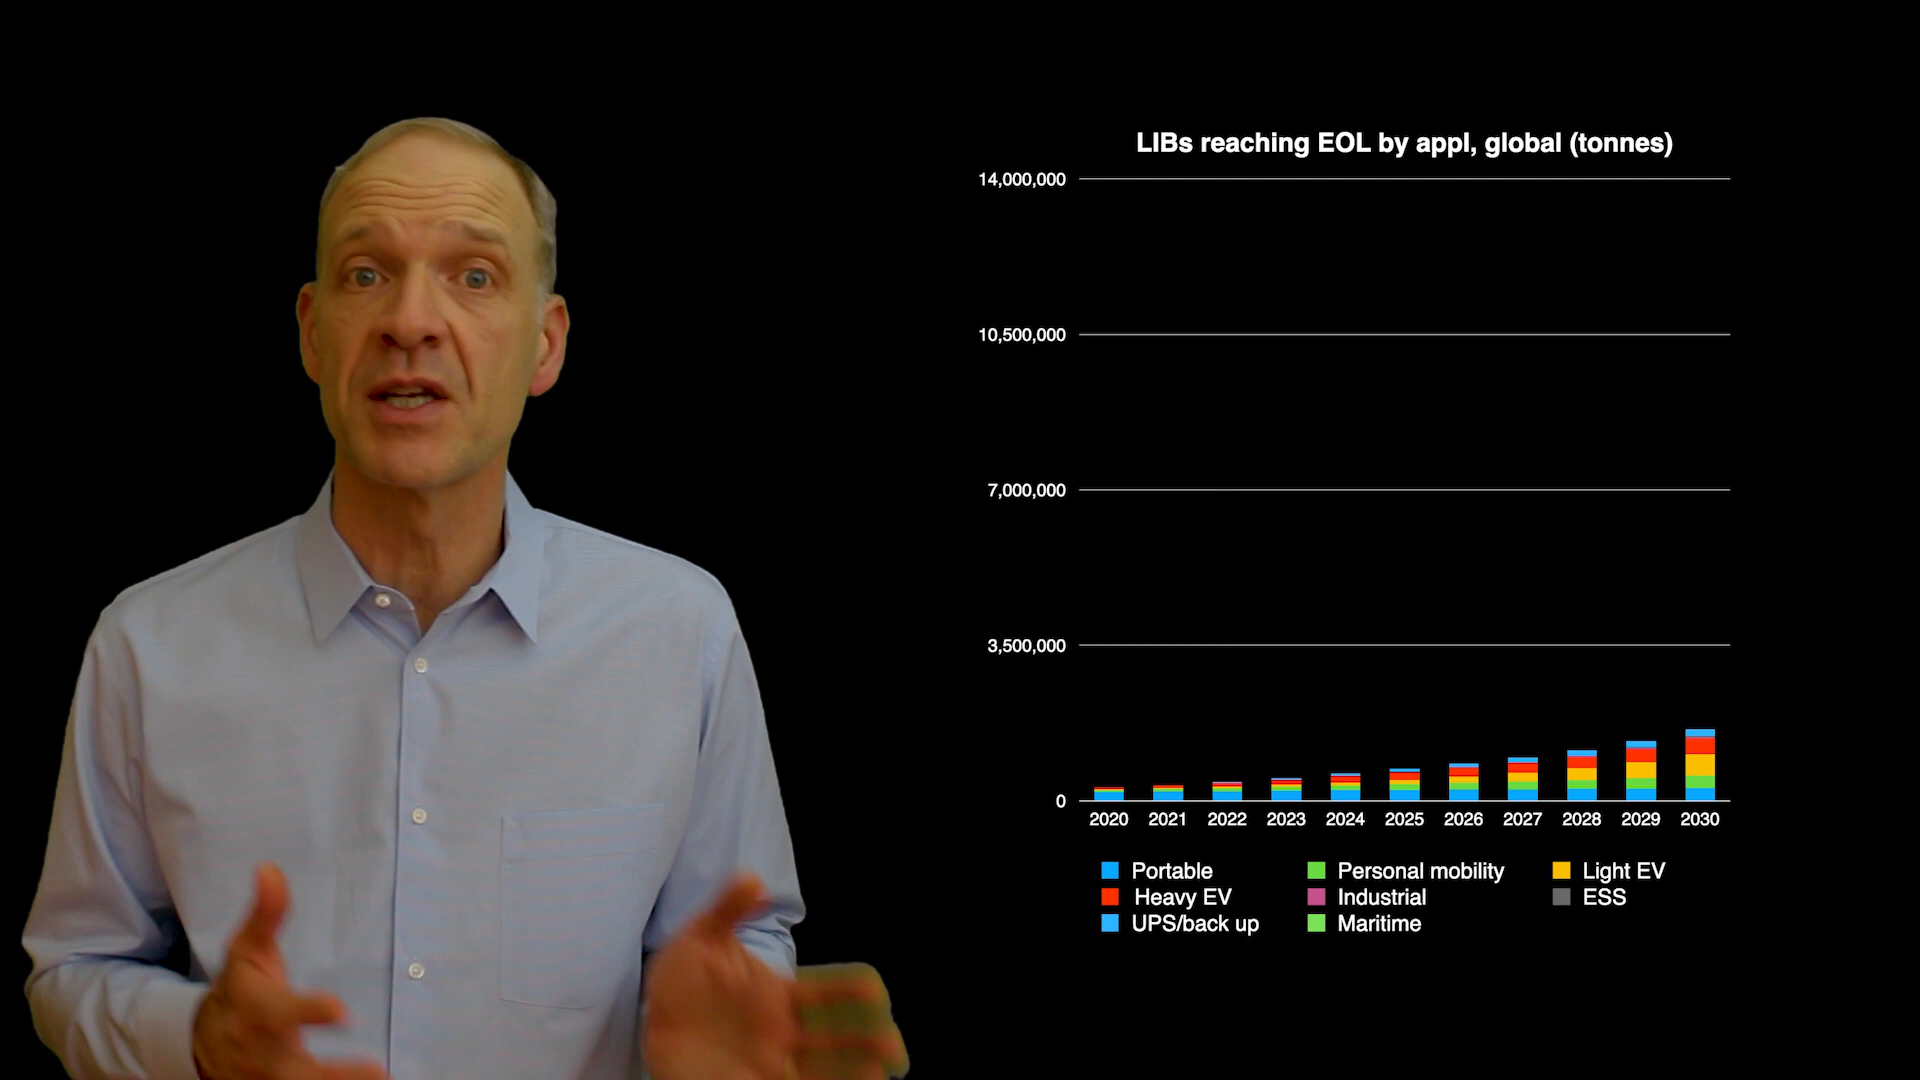 LIBs reaching EOL by appl, global (tonnes)
14,000,000
10,500,000
7,000,000
3,500,000
0
2020 2021 2022 2023 2024 2025 2026 2027 2028 2029 2030
Portable Personal mobility Light EV
Heavy EV Industrial ESS
UPS/back up Maritime